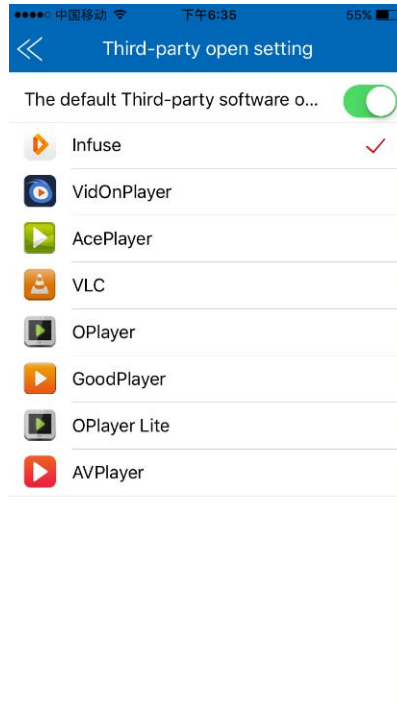 中国移动 下午6:35 55%
Third-party open setting
The default Third-party software o...
Infuse
VidOnPlayer
AcePlayer
VLC
OPlayer
GoodPlayer
OPlayer Lite
AVPlayer